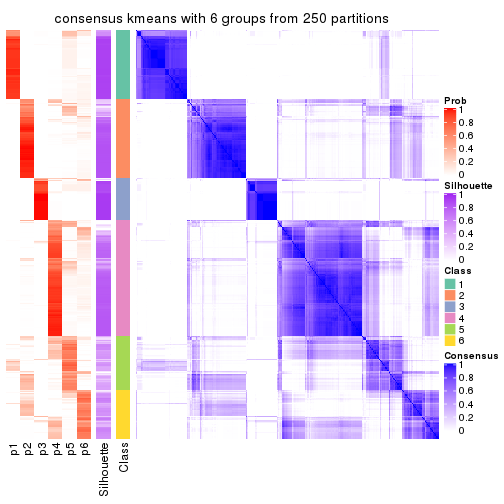 consensus kmeans with 6 groups from 250 partitions
Prob
1
0.8
0.6
0.4
0.2
0
Silhouette
1
0.8
0.6
0.4
0.2
0
Class
1
2
3
4
5
6
Consensus
1
0.8
0.6
0.4
0.2
0
p1
p2
p3
p4
p5
p6
Silhouette
Class